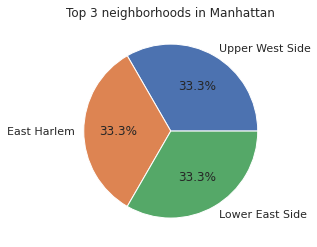 Top 3 neighborhoods in Manhattan
Upper West Side
33.3%
East Harlem
33.3%
33.3%
Lower East Side